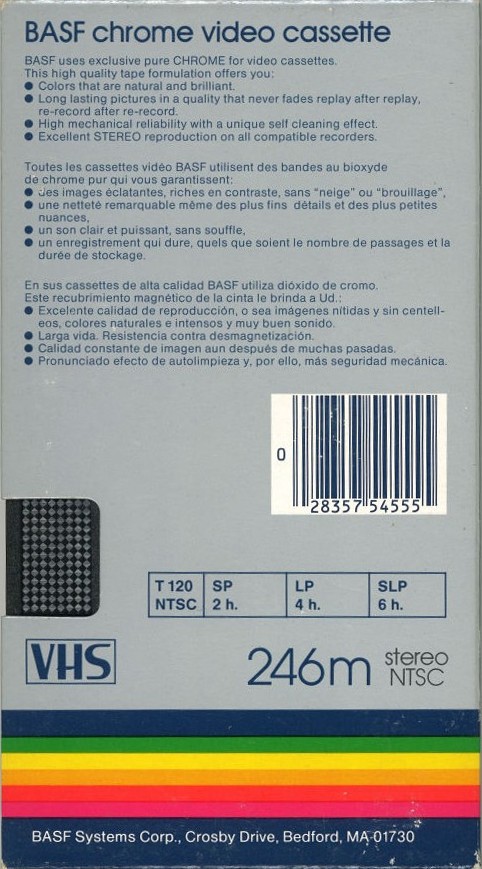 BASF chrome video cassette
BASF uses exclusive pure CHROME for video cassettes.
This high quality tape formulation offers you:
● Colors that are natural and brilliant.
● Long lasting pictures in a quality that never fades replay after replay,
re-record after re-record.
● High mechanical reliability with a unique self cleaning effect.
● Excellent STEREO reproduction on all compatible recorders.
Toutes les cassettes vidéo BASF utilisent des bandes au bioxyde
de chrome pur qui vous garantissent:
● des images éclatantes, riches en contraste, sans “neige” ou “brouillage”,
● une netteté remarquable même des plus fins détails et des plus petites
nuances,
● un son clair et puissant, sans souffle,
● un enregistrement qui dure, quels que soient le nombre de passages et la
durée de stockage.
En sus cassettes de alta calidad BASF utiliza dióxido de cromo.
Este recubrimiento magnético de la cinta le brinda a Ud.:
● Excelente calidad de reproducción, o sea imágenes nítidas y sin centell-
eos, colores naturales e intensos y muy buen sonido.
● Larga vida. Resistencia contra desmagnetización.
● Calidad constante de imagen aun después de muchas pasadas.
● Pronunciado efecto de autolimpieza y, por ello, más seguridad mecánica.
0
28357 54555
T 120 SP LP SLP
NTSC 2 h. 4 h. 6 h.
VHS
246m stereo
NTSC
BASF Systems Corp., Crosby Drive, Bedford, MA 01730